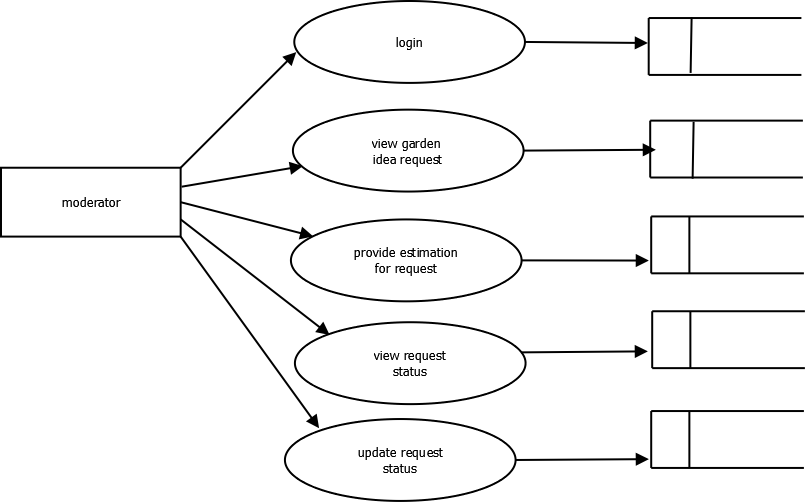 login
view garden
idea request
moderator
provide estimation
for request
view request
status
update request
status